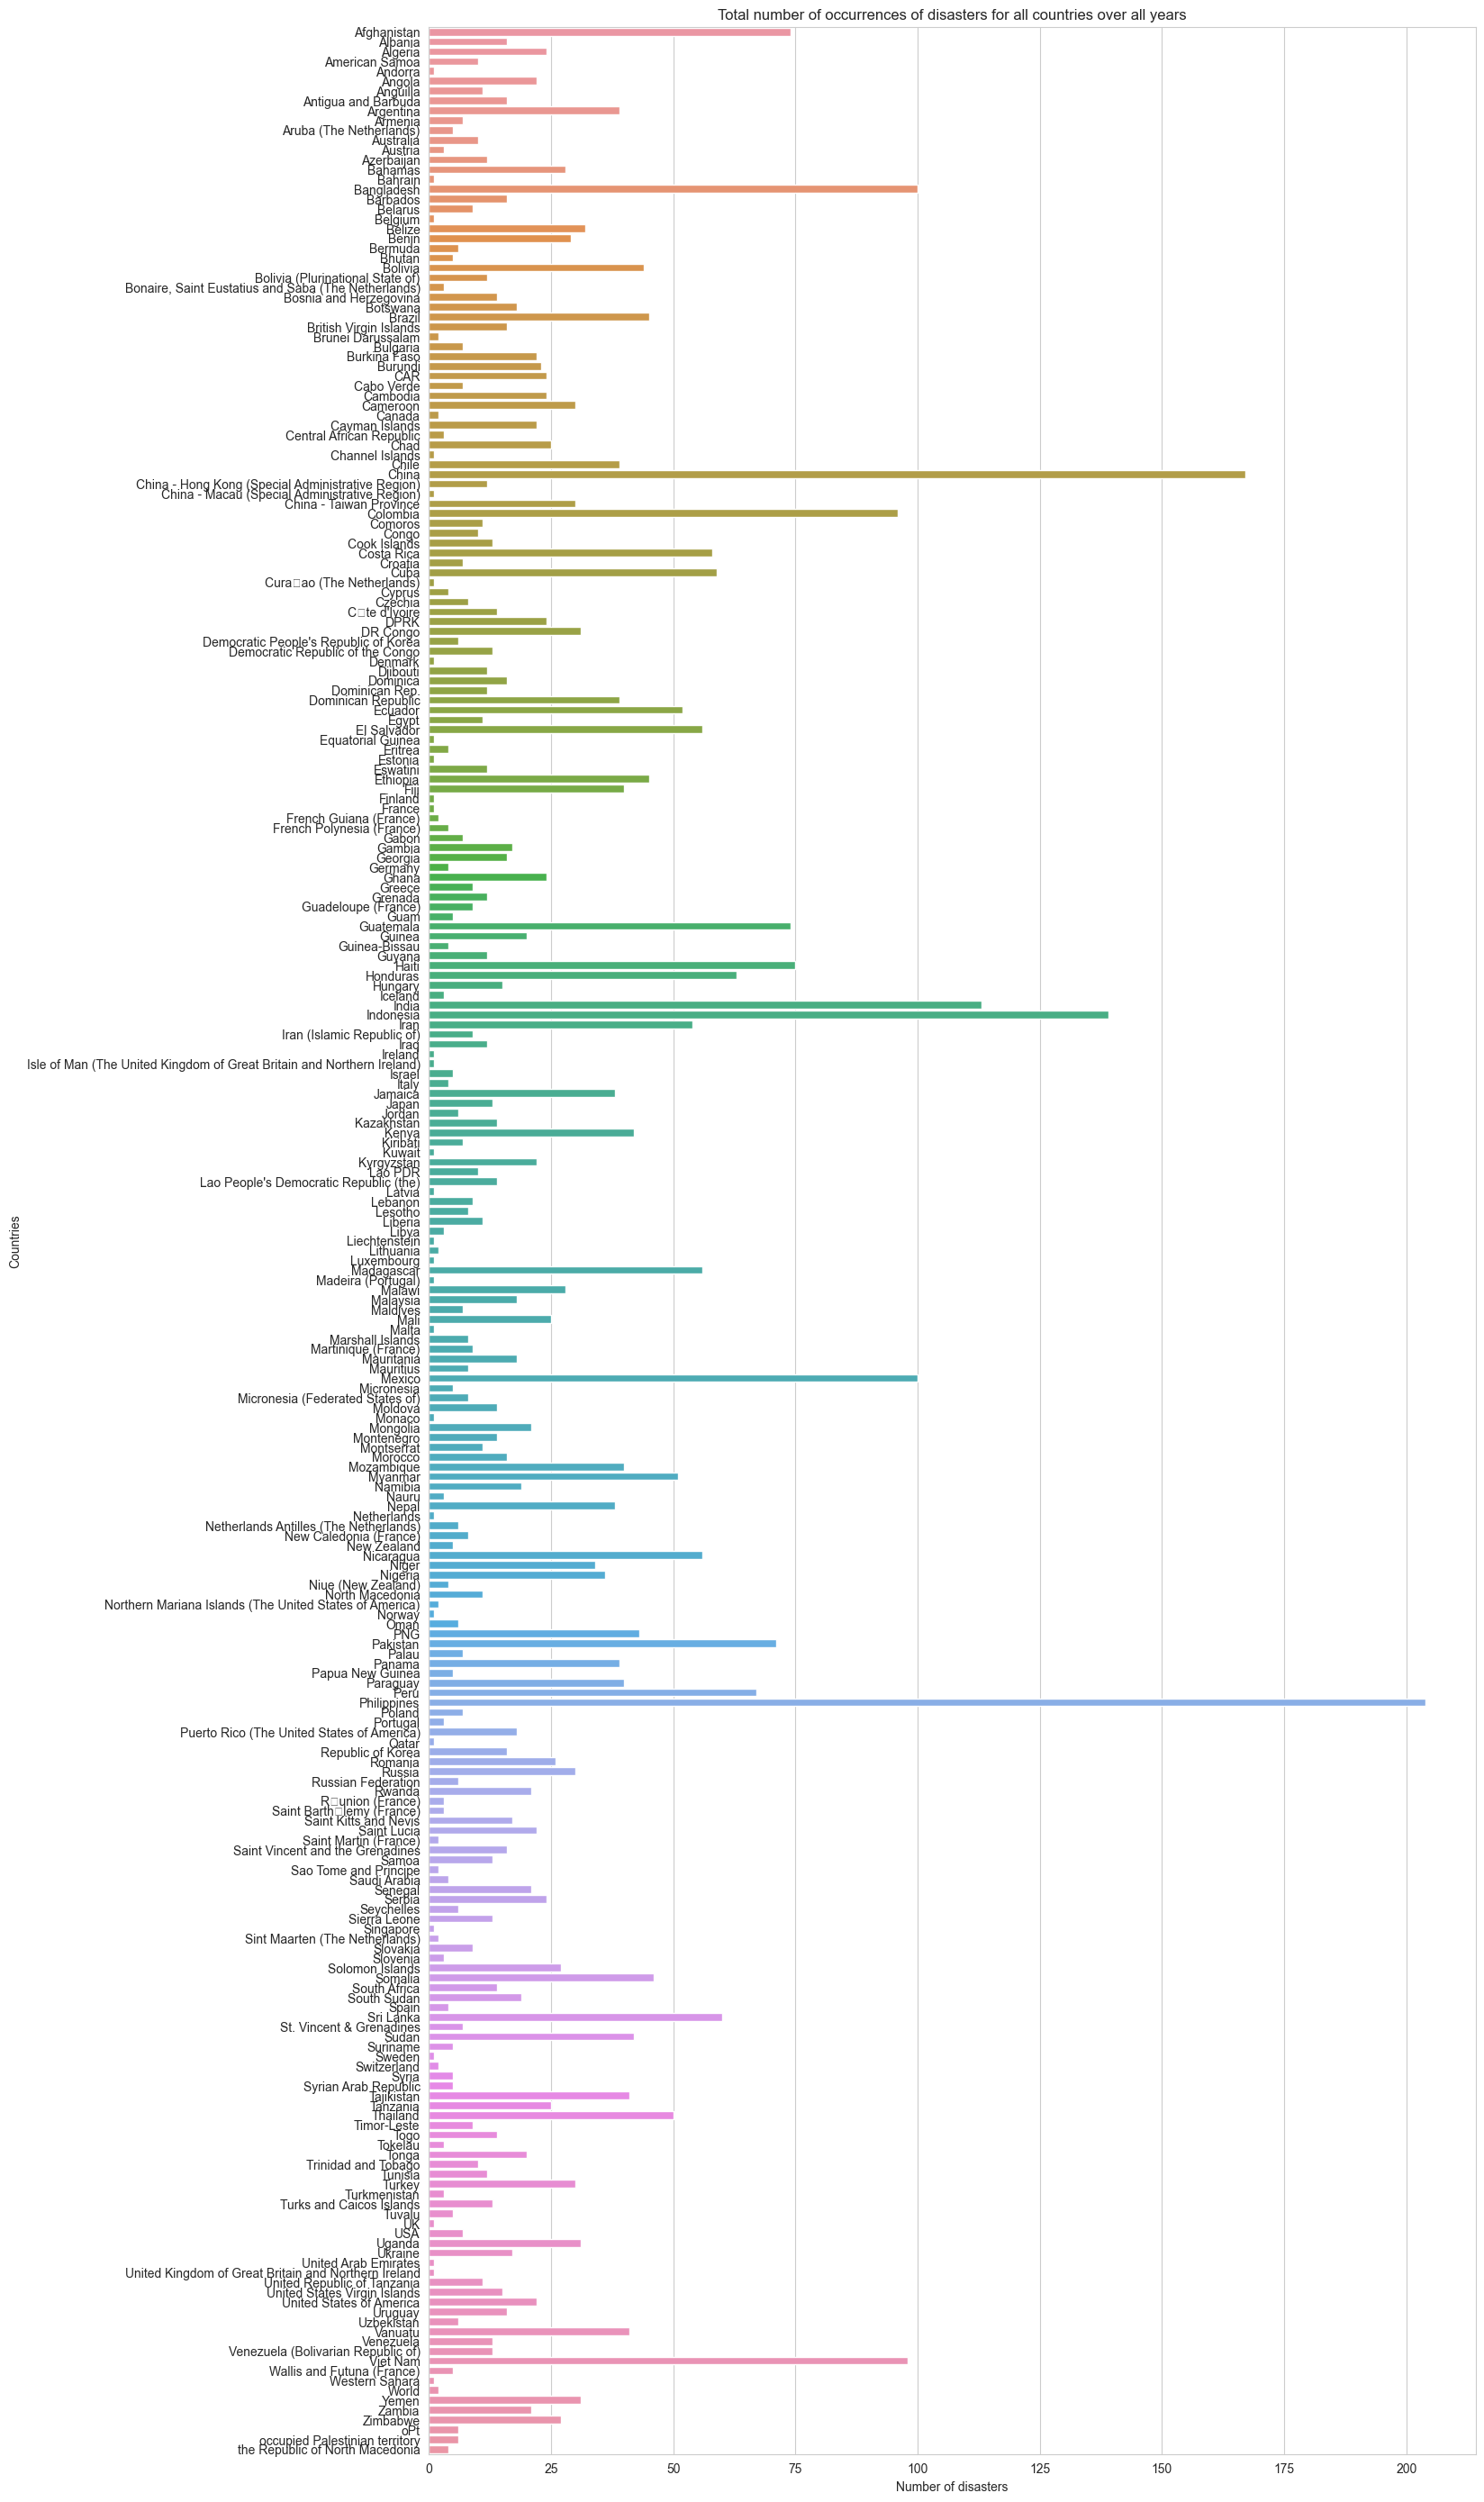 Total number of occurrences of disasters for all countries over all years
Afghanistan
Albania
Algeria
American Samoa
Andorra
Angola
Anguilla
Antigua and Barbuda
Argentina
Armenia
Aruba (The Netherlands)
Australia
Austria
Azerbaijan
Bahamas
Bahrain
Bangladesh
Barbados
Belarus
Belgium
Belize
Benin
Bermuda
Bhutan
Bolivia
Bolivia (Plurinational State of)
Bonaire, Saint Eustatius and Saba (The Netherlands)
Bosnia and Herzegovina
Botswana
Brazil
British Virgin Islands
Brunei Darussalam
Bulgaria
Burkina Faso
Burundi
CAR
Cabo Verde
Cambodia
Cameroon
Canada
Cayman Islands
Central African Republic
Chad
Channel Islands
Chile
China
China - Hong Kong (Special Administrative Region)
China - Macau (Special Administrative Region)
China - Taiwan Province
Colombia
Comoros
Congo
Cook Islands
Costa Rica
Croatia
Cuba
Cura▯ao (The Netherlands)
Cyprus
Czechia
C▯te d'Ivoire
DPRK
DR Congo
Democratic People's Republic of Korea
Democratic Republic of the Congo
Denmark
Djibouti
Dominica
Dominican Rep.
Dominican Republic
Ecuador
Egypt
El Salvador
Equatorial Guinea
Eritrea
Estonia
Eswatini
Ethiopia
Fiji
Finland
France
French Guiana (France)
French Polynesia (France)
Gabon
Gambia
Georgia
Germany
Ghana
Greece
Grenada
Guadeloupe (France)
Guam
Guatemala
Guinea
Guinea-Bissau
Guyana
Haiti
Honduras
Hungary
Iceland
India
Indonesia
Iran
Iran (Islamic Republic of)
Iraq
Ireland
Isle of Man (The United Kingdom of Great Britain and Northern Ireland)
Israel
Italy
Jamaica
Japan
Jordan
Kazakhstan
Kenya
Kiribati
Kuwait
Kyrgyzstan
Lao PDR
Lao People's Democratic Republic (the)
Latvia
Lebanon
Lesotho
Liberia
Libya
Liechtenstein
Lithuania
Luxembourg
Madagascar
Madeira (Portugal)
Malawi
Malaysia
Maldives
Mali
Malta
Marshall Islands
Martinique (France)
Mauritania
Mauritius
Mexico
Micronesia
Micronesia (Federated States of)
Moldova
Monaco
Mongolia
Montenegro
Montserrat
Morocco
Mozambique
Myanmar
Namibia
Nauru
Nepal
Netherlands
Netherlands Antilles (The Netherlands)
New Caledonia (France)
New Zealand
Nicaragua
Niger
Nigeria
Niue (New Zealand)
North Macedonia
Northern Mariana Islands (The United States of America)
Norway
Oman
PNG
Pakistan
Palau
Panama
Papua New Guinea
Paraguay
Peru
Philippines
Poland
Portugal
Puerto Rico (The United States of America)
Qatar
Republic of Korea
Romania
Russia
Russian Federation
Rwanda
R▯union (France)
Saint Barth▯lemy (France)
Saint Kitts and Nevis
Saint Lucia
Saint Martin (France)
Saint Vincent and the Grenadines
Samoa
Sao Tome and Principe
Saudi Arabia
Senegal
Serbia
Seychelles
Sierra Leone
Singapore
Sint Maarten (The Netherlands)
Slovakia
Slovenia
Solomon Islands
Somalia
South Africa
South Sudan
Spain
Sri Lanka
St. Vincent & Grenadines
Sudan
Suriname
Sweden
Switzerland
Syria
Syrian Arab Republic
Tajikistan
Tanzania
Thailand
Timor-Leste
Togo
Tokelau
Tonga
Trinidad and Tobago
Tunisia
Turkey
Turkmenistan
Turks and Caicos Islands
Tuvalu
UK
USA
Uganda
Ukraine
United Arab Emirates
United Kingdom of Great Britain and Northern Ireland
United Republic of Tanzania
United States Virgin Islands
United States of America
Uruguay
Uzbekistan
Vanuatu
Venezuela
Venezuela (Bolivarian Republic of)
Viet Nam
Wallis and Futuna (France)
Western Sahara
World
Yemen
Zambia
Zimbabwe
oPt
occupied Palestinian territory
the Republic of North Macedonia
Countries
0 25 50 75 100 125 150 175 200
Number of disasters